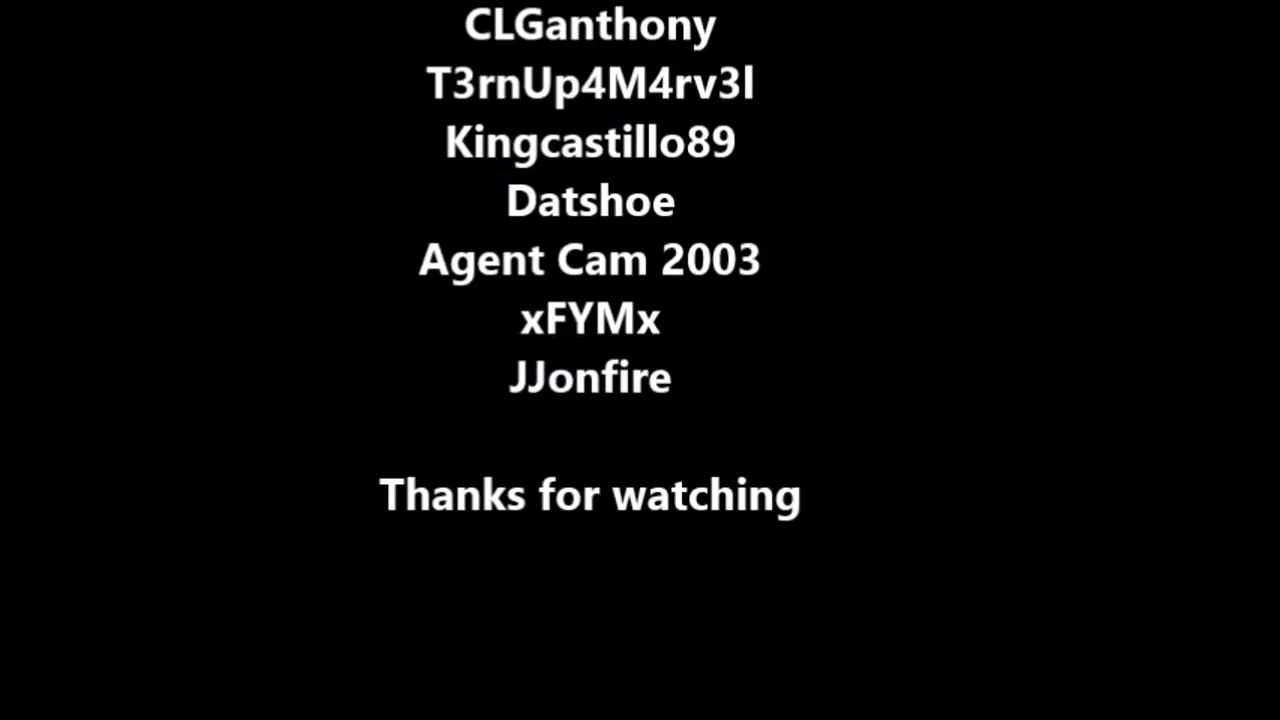 CLGanthony
T3rnUp4M4rv3l
Kingcastillo89
Datshoe
Agent Cam 2003
xFYMx
JJonfire
Thanks for watching